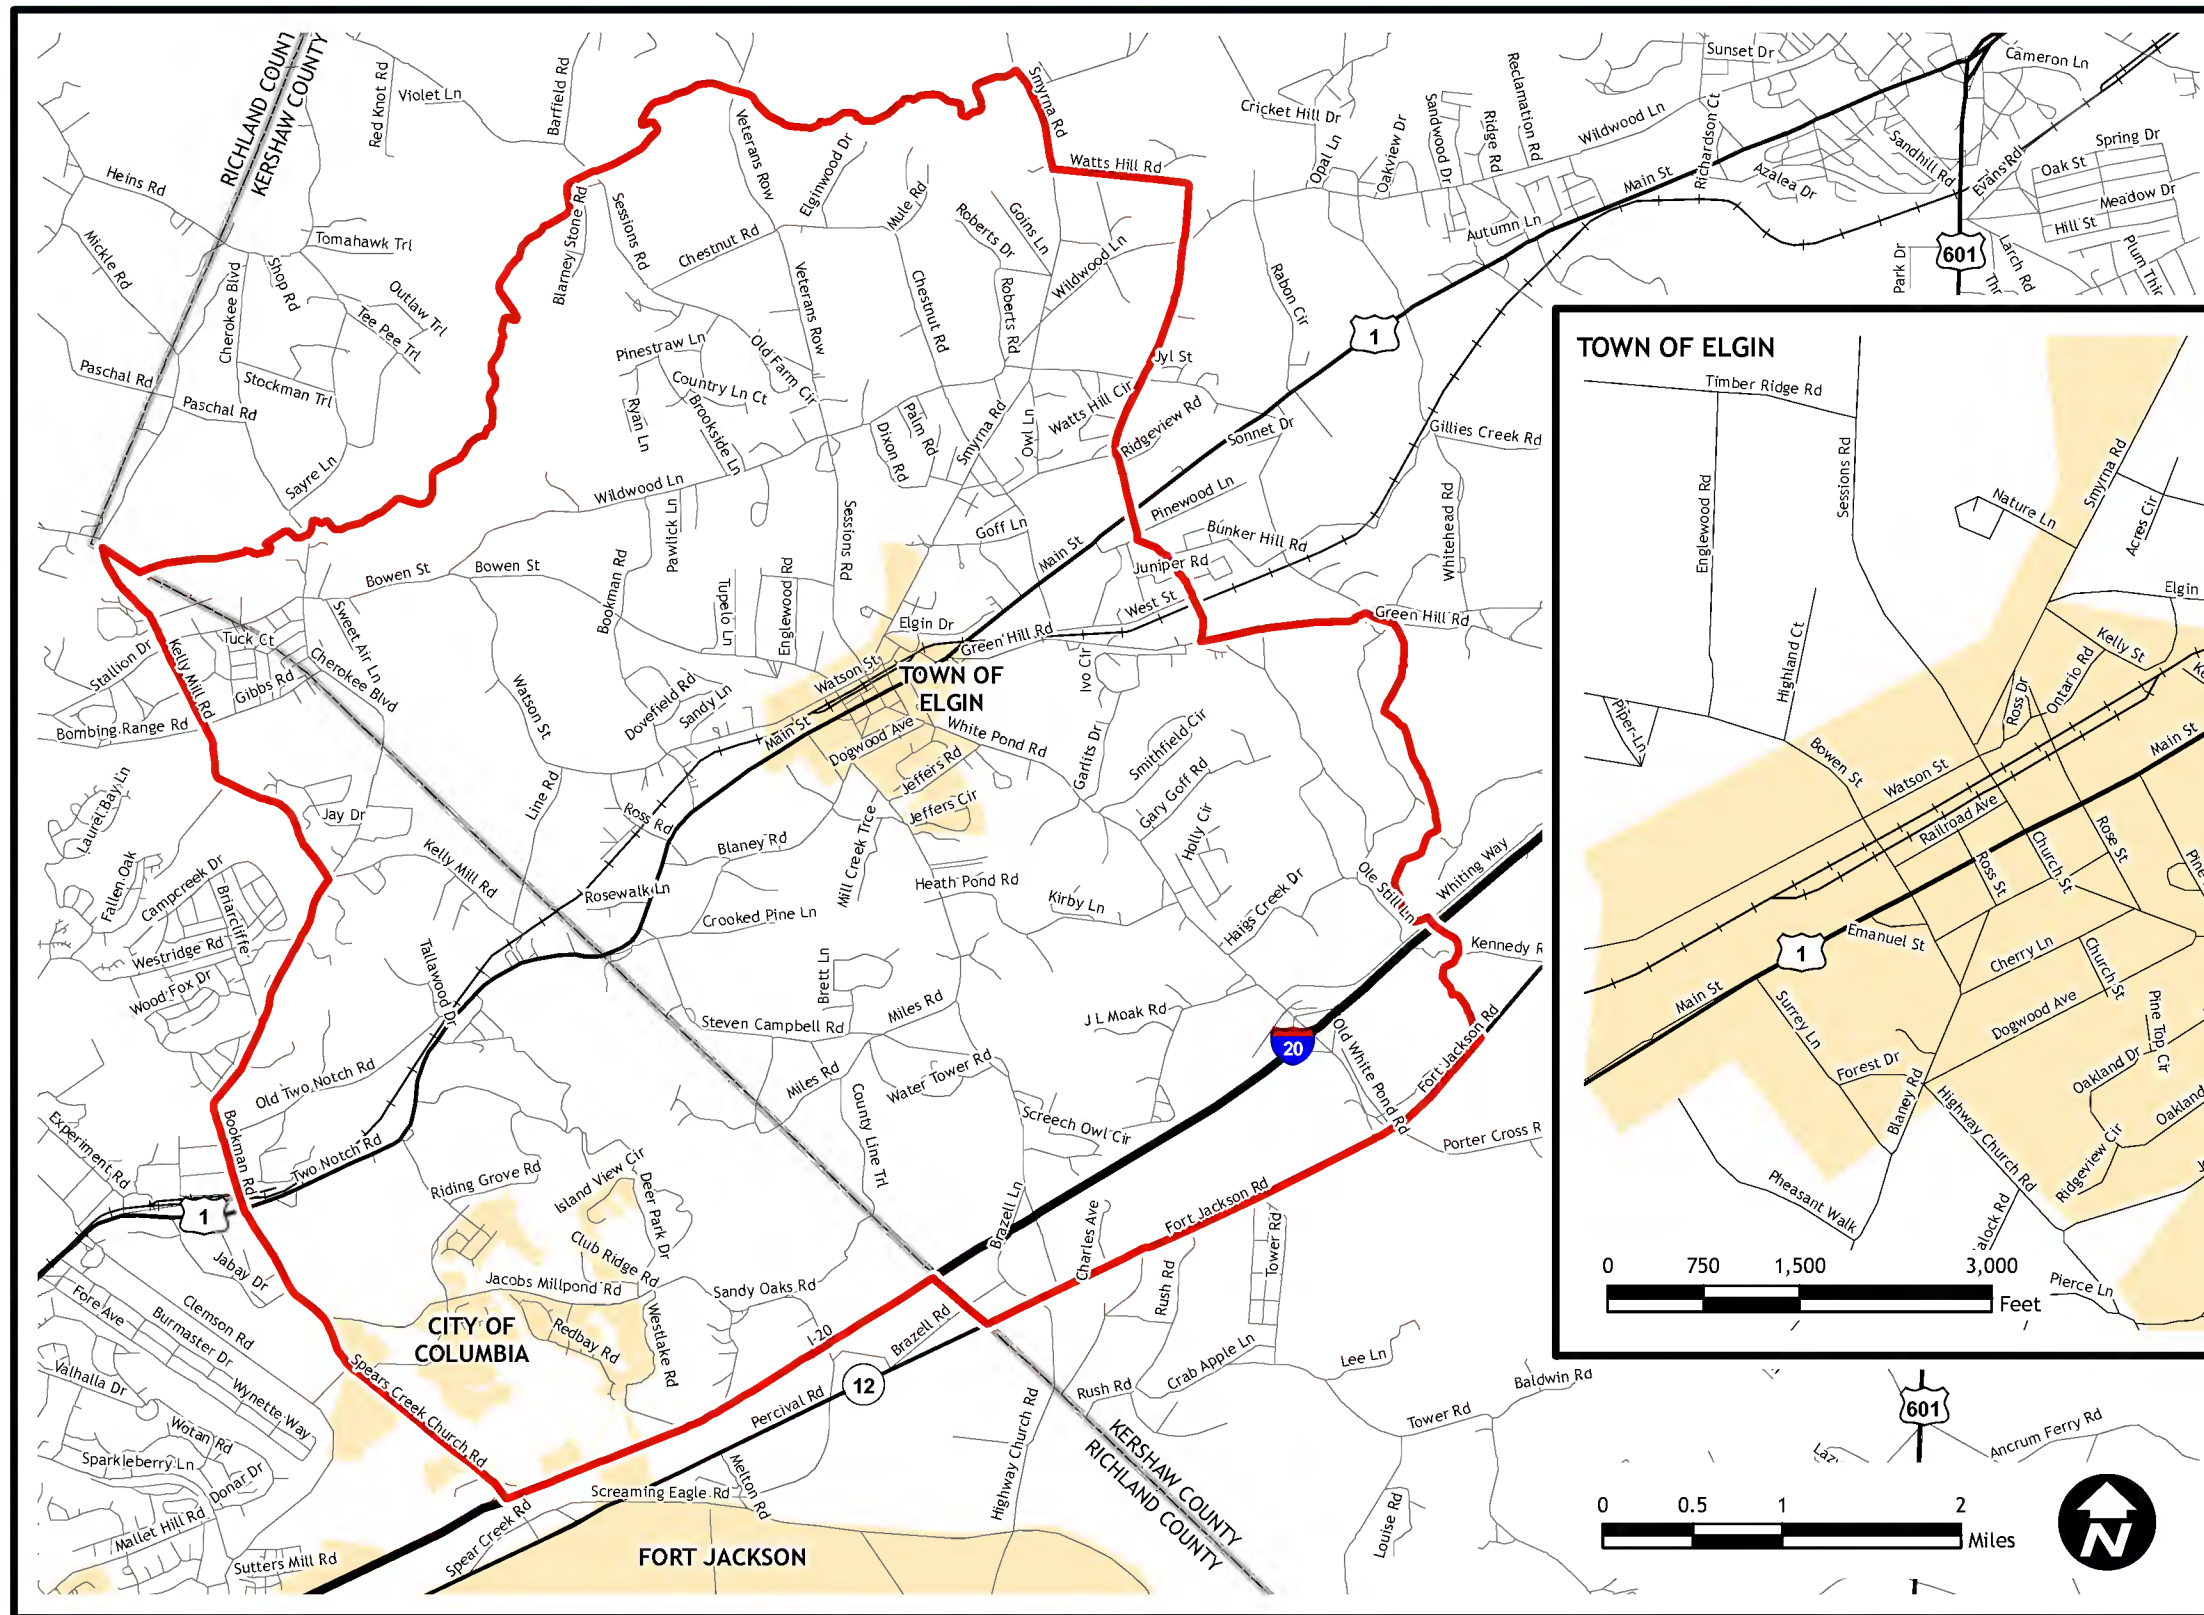 RICHLAND COUNT
KERSHAW COUNTY
Red Knot Rd
Violet Ln
Barfield Rd
Smyrna Rd
Veterans Row
Elginwood Dr
Mule Rd
Watts Hill Rd
Cricket Hill Dr
Opal Ln
Oakview Dr
Sandwood Dr
Ridge Rd
Reclamation Rd
Wildwood Ln
Sunset Dr
Richardson Ct
Main St
Azalea Dr
Sandhill Rd
Evans Rd
Cameron Ln
Spring Dr
Oak St
Meadow Dr
Hill St
Plum Thic
Larch Rd
Thr
Park Dr
601
Autumn Ln
Heins Rd
Mickle Rd
Tomahawk Trl
Cherokee Blvd
Shop Rd
Outlaw Trl
Tee Pee Trl
Stockman Trl
Paschal Rd
Paschal Rd
Sayre Ln
Blarney Stone Rd
Sessions Rd
Chestnut Rd
Veterans Row
Chestnut Rd
Roberts Dr
Goins Ln
Roberts Rd
Wildwood Ln
Rabon Cir
1
Pinestraw Ln
Country Ln Ct
Old Farm Cir
Ryan Ln
Brookside Ln
Palm Rd
Dixon Rd
Smyrna Rd
Owl Ln
Watts Hill Cir
Jyl St
Ridgeview Rd
Sonnet Dr
Gillies Creek Rd
Wildwood Ln
Pawlick Ln
Sessions Rd
Goff Ln
Main St
Pinewood Ln
Bunker Hill Rd
Whitehead Rd
Juniper Rd
Bowen St
Bowen St
Bookman Rd
Tupelo Ln
Englewood Rd
Elgin Dr
West St
Green Hill Rd
Green Hill Rd
Ivo Cir
Tuck Ct
Sweet Air Ln
Stallion Dr
Kelly Mill Rd
Gibbs Rd
Cherokee Blvd
Bombing Range Rd
Watson St
Dovefield Rd
Sandy Ln
Watson St
Main St
TOWN OF
ELGIN
Dogwood Ave
White Pond Rd
Jeffers Rd
Jeffers Cir
Garlits Dr
Smithfield Cir
Gary Goff Rd
Laurel Bay Ln
Jay Dr
Line Rd
Ross Rd
Blaney Rd
Mill Creek Trce
Holly Cir
Fallen Oak
Campcreek Dr
Briarcliffe
Kelly Mill Rd
Rosewalk Ln
Crooked Pine Ln
Heath Pond Rd
Kirby Ln
Haigs Creek Dr
Ole Still Ln
Whiting Way
Kennedy R
Westridge Rd
Wood Fox Dr
Tallawood Dr
Brett Ln
Steven Campbell Rd
Miles Rd
J L Moak Rd
20
Old White Pond Rd
Fort Jackson Rd
Old Two Notch Rd
Miles Rd
Water Tower Rd
County Line Trl
Screech Owl Cir
Porter Cross R
Experiment Rd
Bookman Rd
Two Notch Rd
1
Riding Grove Rd
Island View Cir
Deer Park Dr
Club Ridge Rd
Brazell Ln
Charles Ave
Fort Jackson Rd
Tower Rd
Rush Rd
Jabay Dr
Jacobs Millpond Rd
Sandy Oaks Rd
Fore Ave
Clemson Rd
Burmaster Dr
Wynette Way
Valhalla Dr
CITY OF
COLUMBIA
Redbay Rd
Westlake Rd
I-20
Brazell Rd
12
Percival Rd
Crab Apple Ln
Rush Rd
Lee Ln
Tower Rd
Baldwin Rd
Spears Creek Church Rd
Wotan Rd
Sparkleberry Ln
Donar Dr
Mallet Hill Rd
Sutters Mill Rd
Spear Creek Rd
Screaming Eagle Rd
Melton Rd
FORT JACKSON
Highway Church Rd
KERSHAW COUNTY
RICHLAND COUNTY
Louise Rd
TOWN OF ELGIN
Timber Ridge Rd
Englewood Rd
Sessions Rd
Smyrna Rd
Nature Ln
Acres Cir
Elgin
Highland Ct
Kelly St
Ontario Rd
Ross Dr
Piper Ln
Bowen St
Watson St
Railroad Ave
Main St
Ross St
Church St
Rose St
Pine
Emanuel St
1
Main St
Cherry Ln
Church St
Surrey Ln
Dogwood Ave
Pine Top Cir
Forest Dr
Oakland Dr
Oakland
Blaney Rd
Highway Church Rd
Ridgeview Cir
Pheasant Walk
alock Rd
Pierce Ln
0 750 1,500 3,000
Feet
601
Ancrum Ferry Rd
Lazy
0 0.5 1 2
Miles
N